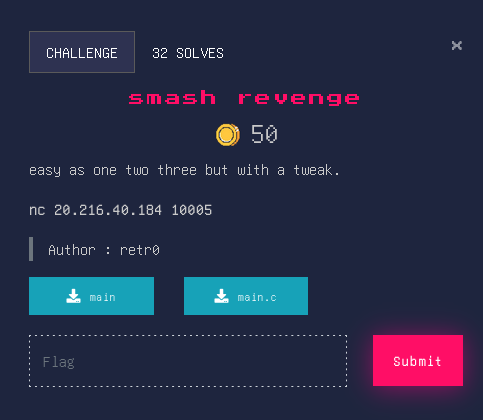 CHALLENGE 32 SOLVES ×
smash revenge
50
easy as one two three but with a tweak.
nc 20.216.40.184 10005
Author : retr0
main main.c
Flag Submit